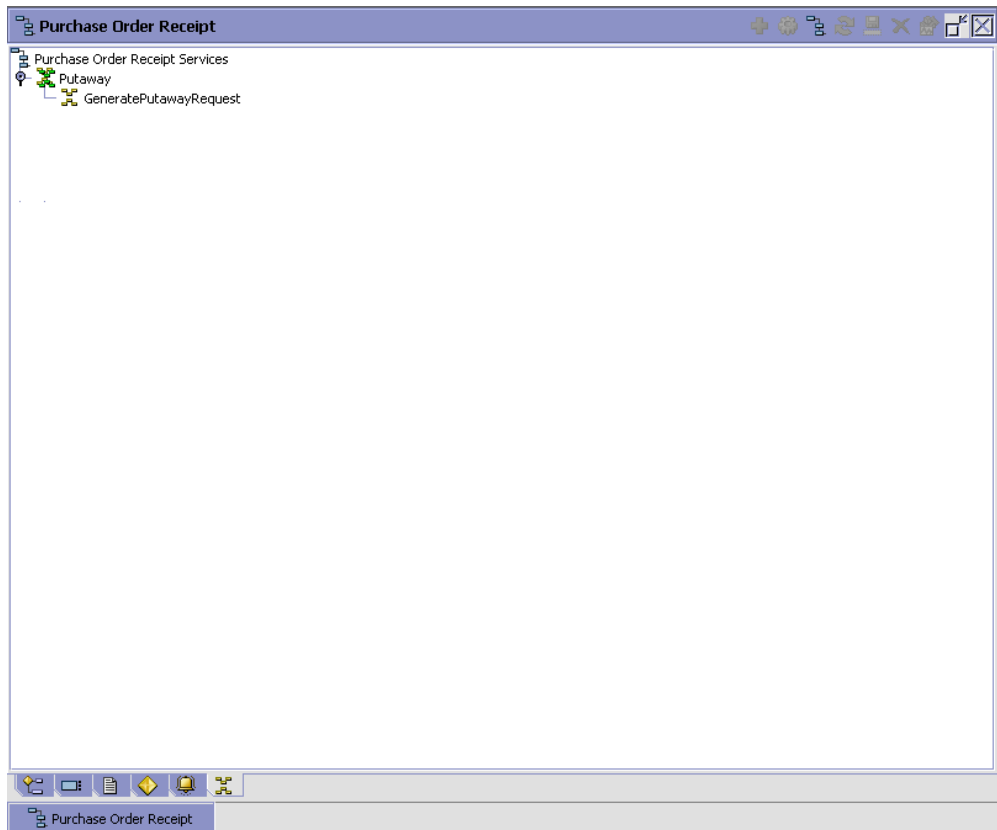 Purchase Order Receipt
Purchase Order Receipt Services
Putaway
GeneratePutawayRequest
Purchase Order Receipt